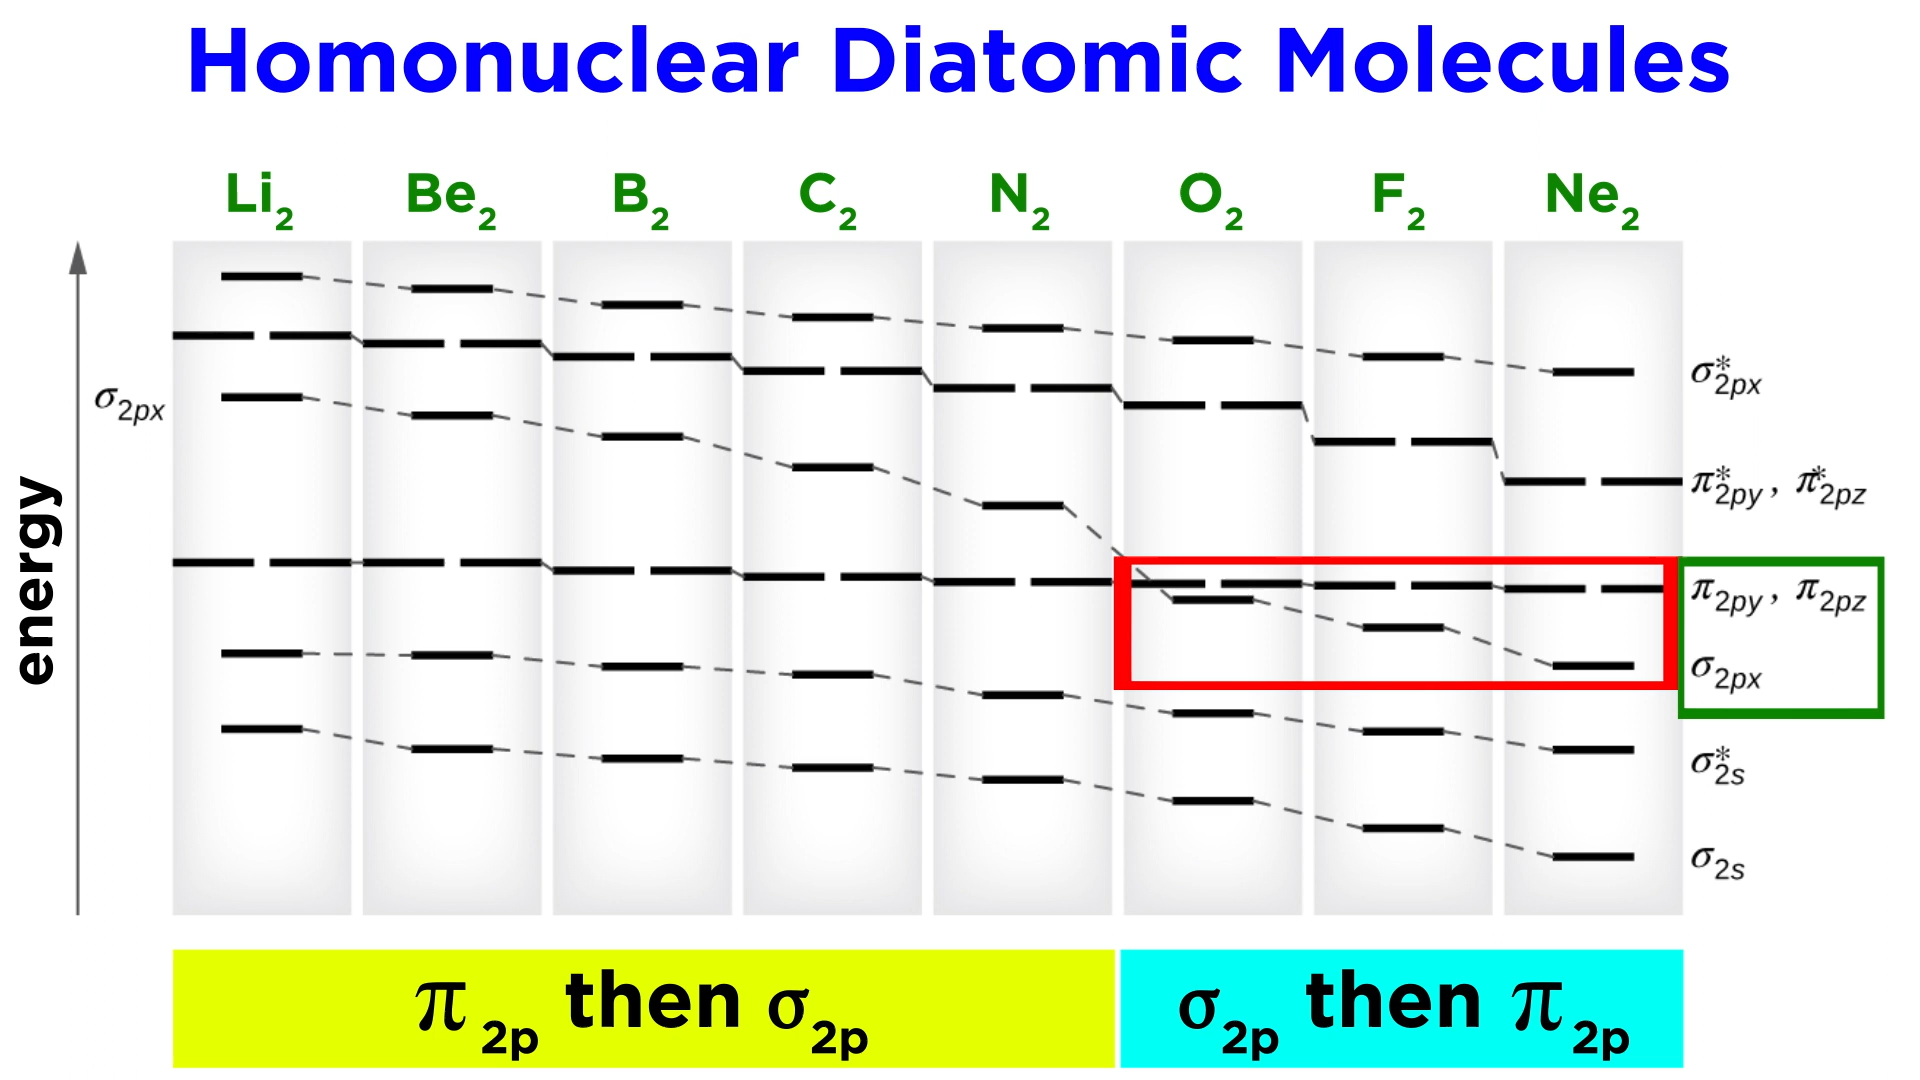 Homonuclear Diatomic Molecules
Li₂ Be₂ B₂ C₂ N₂ O₂ F₂ Ne₂
energy
σ₂ₚₓ
σ*₂ₚₓ
π*₂py, π*₂pz
π₂py, π₂pz
σ₂ₚₓ
σ*₂ₛ
σ₂ₛ
π₂ₚ then σ₂ₚ
σ₂ₚ then π₂ₚ